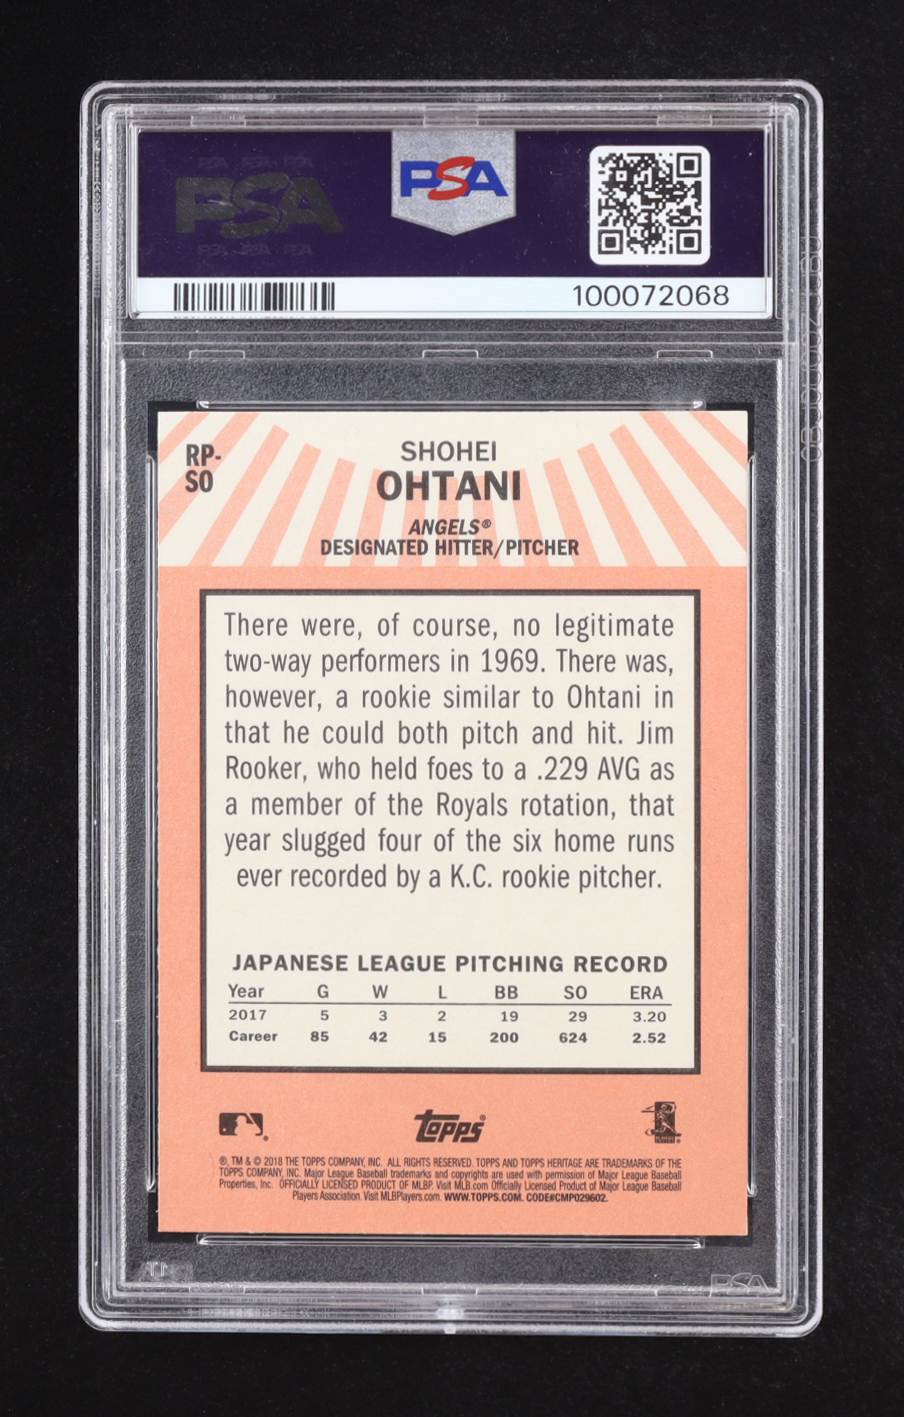 PSA
PSA
100072068
RP-
SO
SHOHEI
OHTANI
ANGELS®
DESIGNATED HITTER/PITCHER
There were, of course, no legitimate
two-way performers in 1969. There was,
however, a rookie similar to Ohtani in
that he could both pitch and hit. Jim
Rooker, who held foes to a .229 AVG as
a member of the Royals rotation, that
year slugged four of the six home runs
ever recorded by a K.C. rookie pitcher.
JAPANESE LEAGUE PITCHING RECORD
Year G W L BB SO ERA
2017 5 3 2 19 29 3.20
Career 85 42 15 200 624 2.52
Topps®
®, TM & © 2018 THE TOPPS COMPANY, INC. ALL RIGHTS RESERVED. TOPPS AND TOPPS HERITAGE ARE TRADEMARKS OF THE
TOPPS COMPANY, INC. Major League Baseball trademarks and copyrights are used with permission of Major League Baseball
Properties, Inc. OFFICIALLY LICENSED PRODUCT OF MLBP. Visit MLB.com Officially Licensed Product of Major League Baseball
Players Association. Visit MLBPlayers.com. WWW.TOPPS.COM. CODE#CMP029602.
PSA